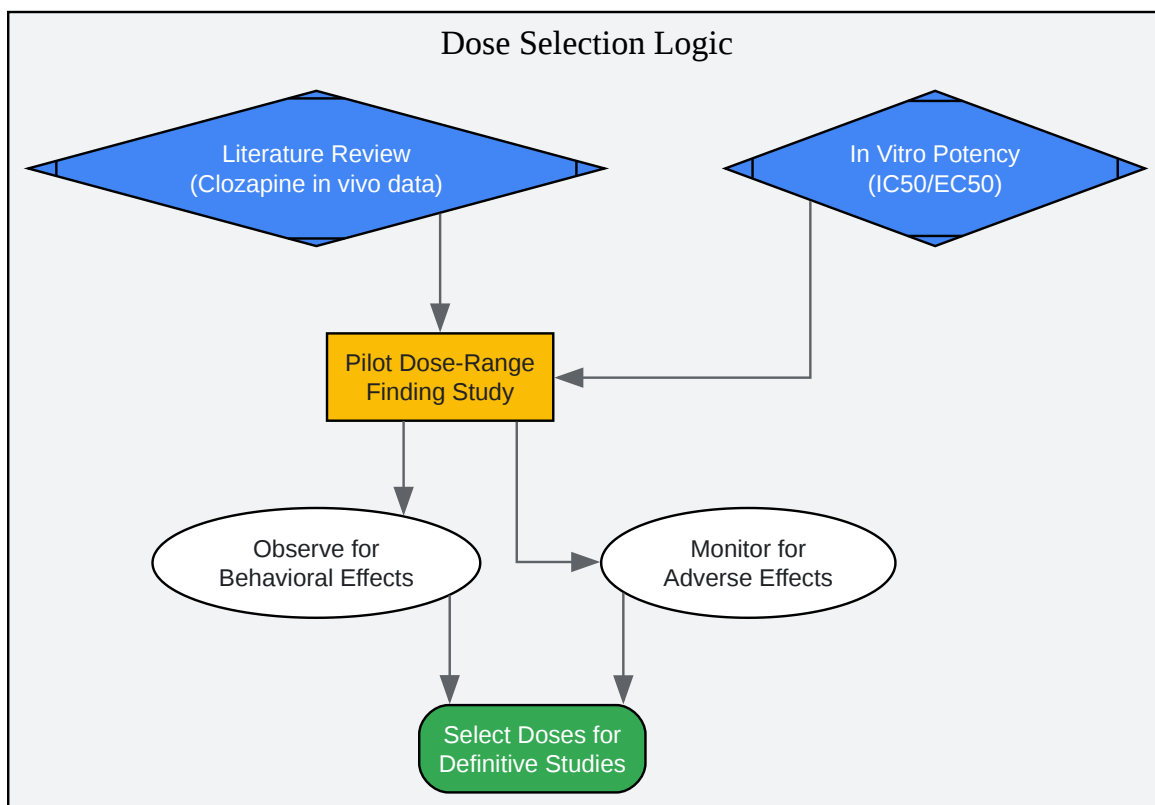 Dose Selection Logic
Literature Review
(Clozapine in vivo data)
In Vitro Potency
(IC50/EC50)
Pilot Dose-Range
Finding Study
Observe for
Behavioral Effects
Monitor for
Adverse Effects
Select Doses for
Definitive Studies